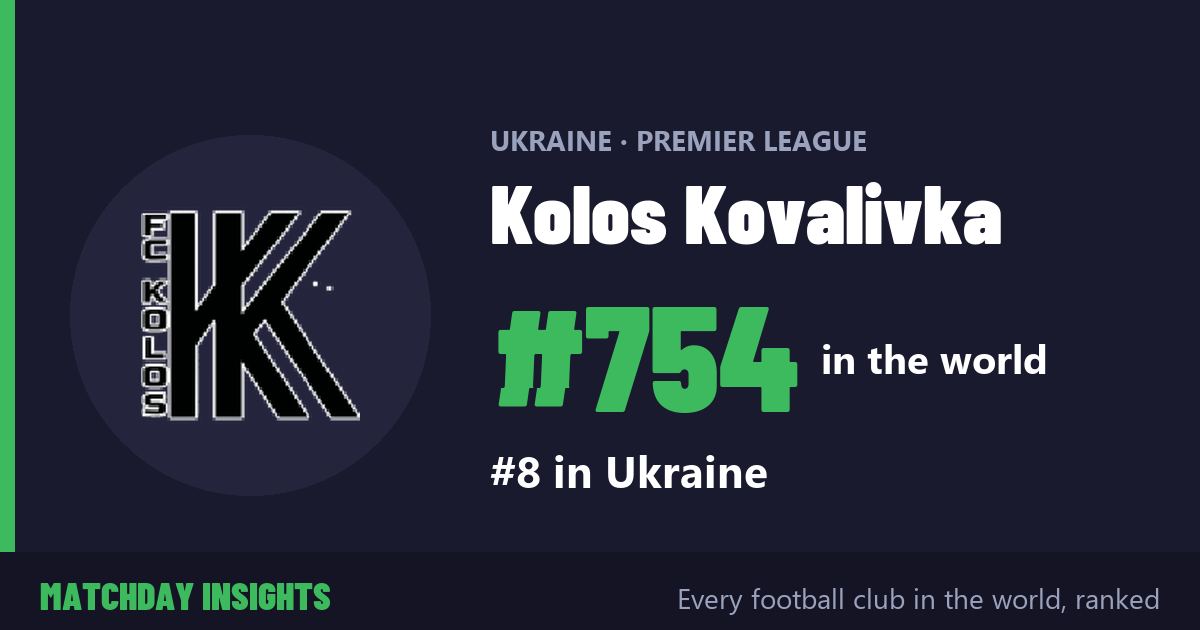 FC KOLOS
UKRAINE · PREMIER LEAGUE
Kolos Kovalivka
#754 in the world
#8 in Ukraine
MATCHDAY INSIGHTS
Every football club in the world, ranked